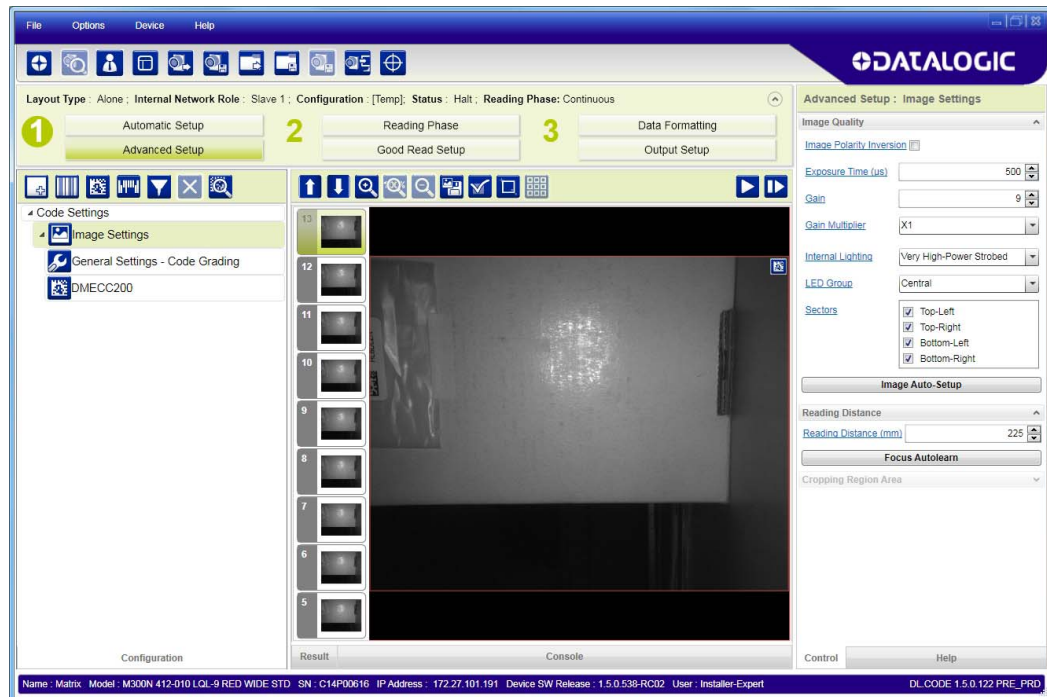 File Options Device Help
DATALOGIC
Layout Type : Alone ; Internal Network Role : Slave 1 ; Configuration : [Temp]; Status : Halt ; Reading Phase: Continuous
1 Automatic Setup 2 Reading Phase 3 Data Formatting
Advanced Setup Good Read Setup Output Setup
Code Settings
Image Settings
General Settings - Code Grading
DMECC200
Configuration
13
12
11
10
9
8
7
6
5
Result Console
Advanced Setup : Image Settings
Image Quality
Image Polarity Inversion
Exposure Time (µs) 500
Gain 9
Gain Multiplier X1
Internal Lighting Very High-Power Strobed
LED Group Central
Sectors Top-Left
Top-Right
Bottom-Left
Bottom-Right
Image Auto-Setup
Reading Distance
Reading Distance (mm) 225
Focus Autolearn
Cropping Region Area
Control Help
Name : Matrix Model : M300N 412-010 LQL-9 RED WIDE STD SN : C14P00616 IP Address : 172.27.101.191 Device SW Release : 1.5.0.538-RC02 User : Installer-Expert DL.CODE 1.5.0.122 PRE_PRD